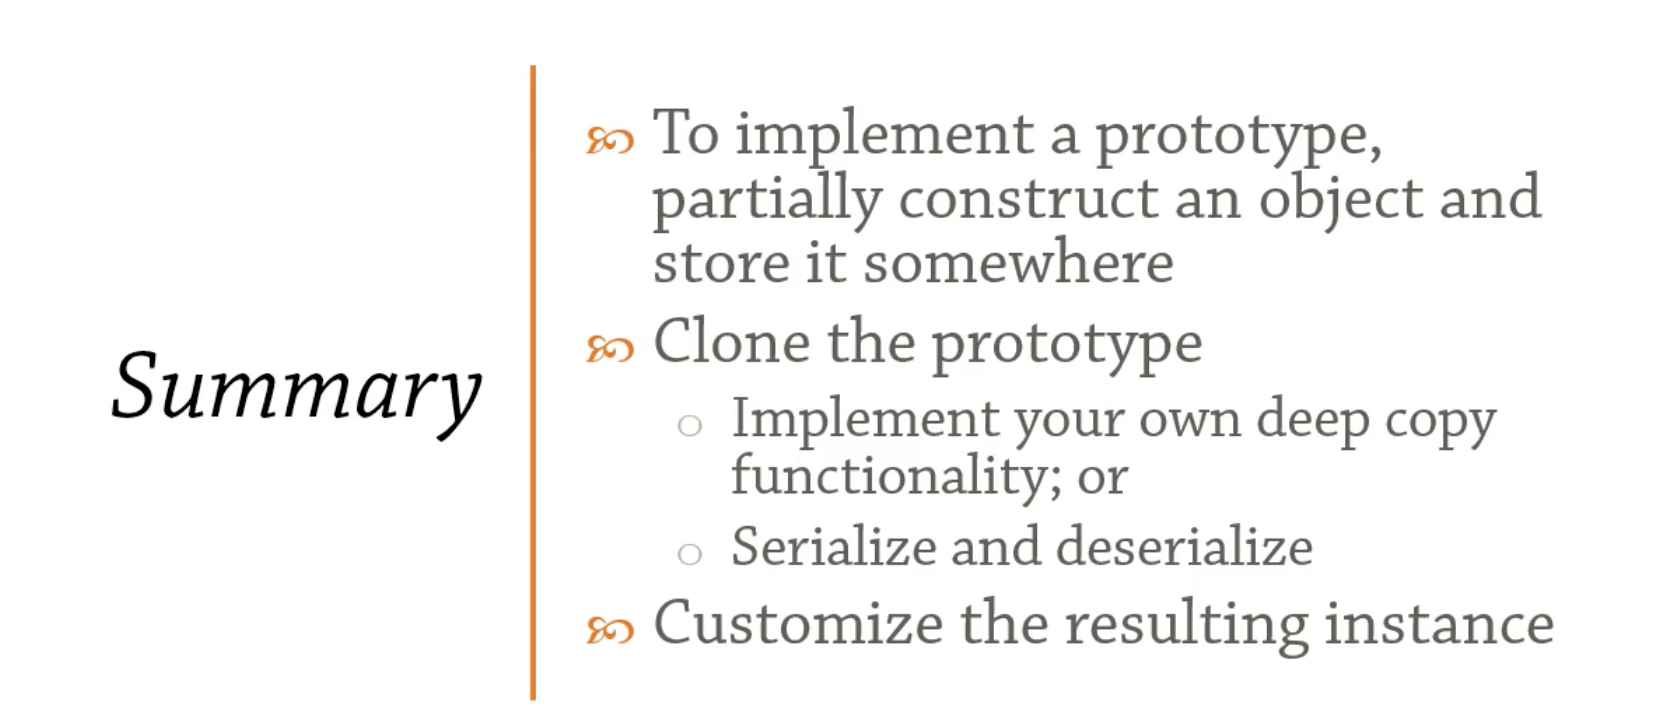 Summary
To implement a prototype,
partially construct an object and
store it somewhere
Clone the prototype
Implement your own deep copy
functionality; or
Serialize and deserialize
Customize the resulting instance